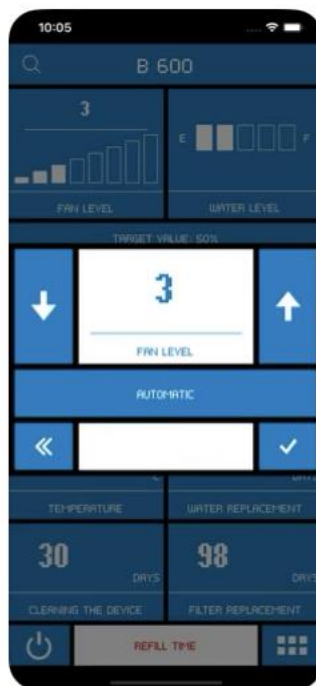 10:05
B 600
3
E F
FAN LEVEL WATER LEVEL
TARGET VALUE: 50%
3
FAN LEVEL
AUTOMATIC
TEMPERATURE WATER REPLACEMENT
30 DAYS 98 DAYS
CLEANING THE DEVICE FILTER REPLACEMENT
REFILL TIME